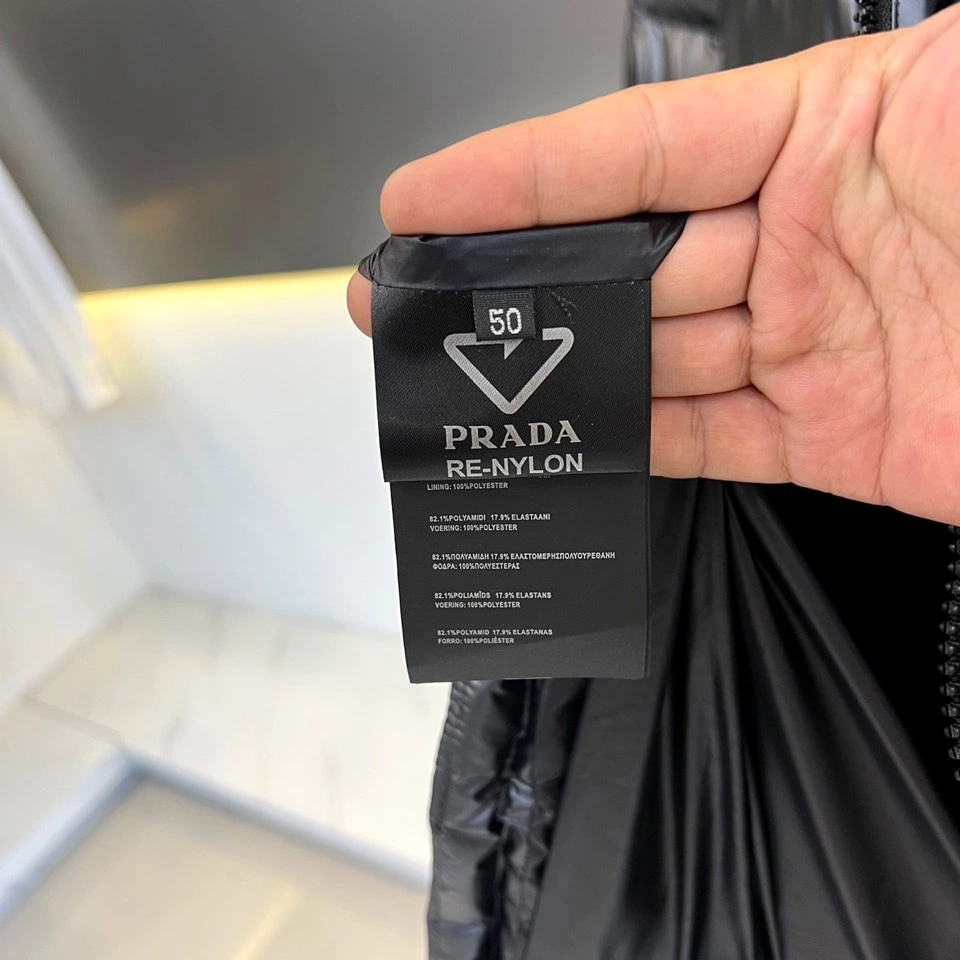 50
PRADA
RE-NYLON
LINING: 100%POLYESTER
82.1%POLYAMIDI 17.9% ELASTAANI
VOERING: 100%POLYESTER
82.1%ΠΟΛΥΑΜΙΔΗ 17.9% ΕΛΑΣΤΟΜΕΡΗΣΠΟΛΥΟΥΡΕΘΑΝΗ
ΦΟΔΡΑ: 100%ΠΟΛΥΕΣΤΕΡΑΣ
82.1%POLIAMĪDS 17.9% ELASTANS
VOERING: 100%POLYESTER
82.1%POLYAMID 17.9% ELASTANAS
FORRO: 100%POLIÉSTER